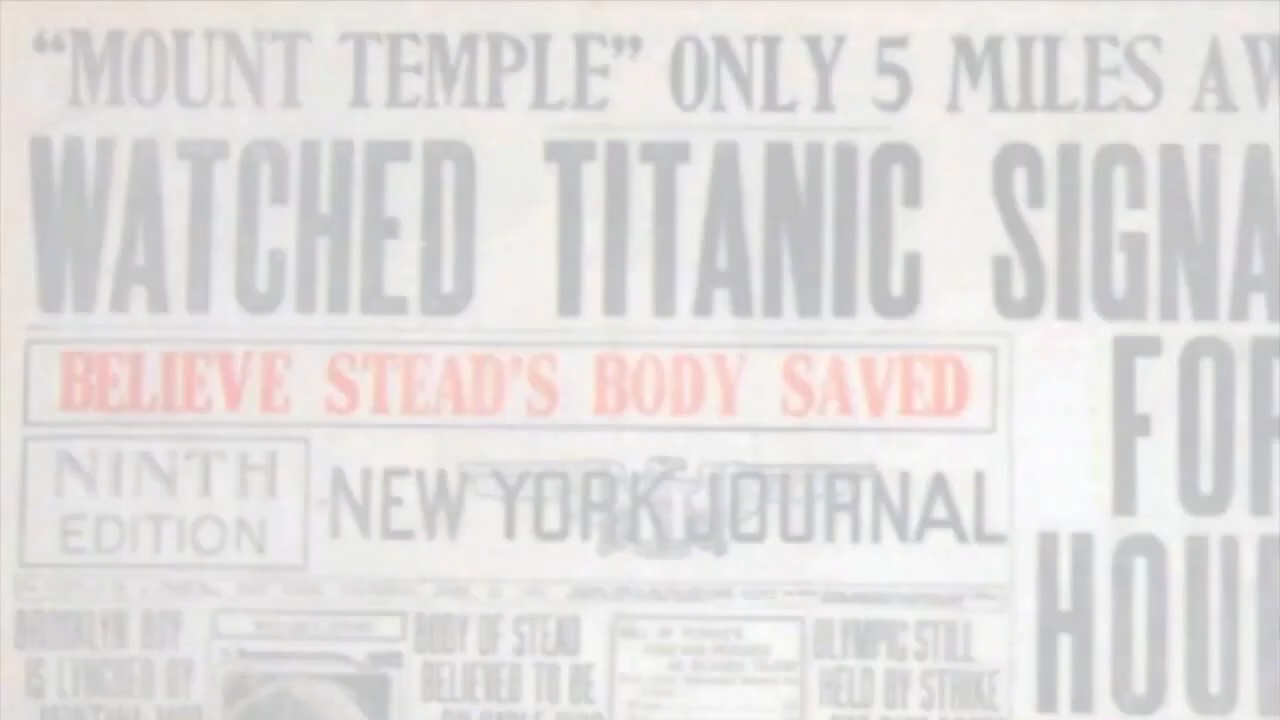 “MOUNT TEMPLE” ONLY 5 MILES AW
WATCHED TITANIC SIGNA
FOR
HOU
BELIEVE STEAD'S BODY SAVED
NINTH
EDITION
NEW YORK JOURNAL
BROOKLYN BOY
IS LYNCHED BY
BODY OF STEAD
BELIEVED TO BE
OLYMPIC STILL
HELD BY STRIKE